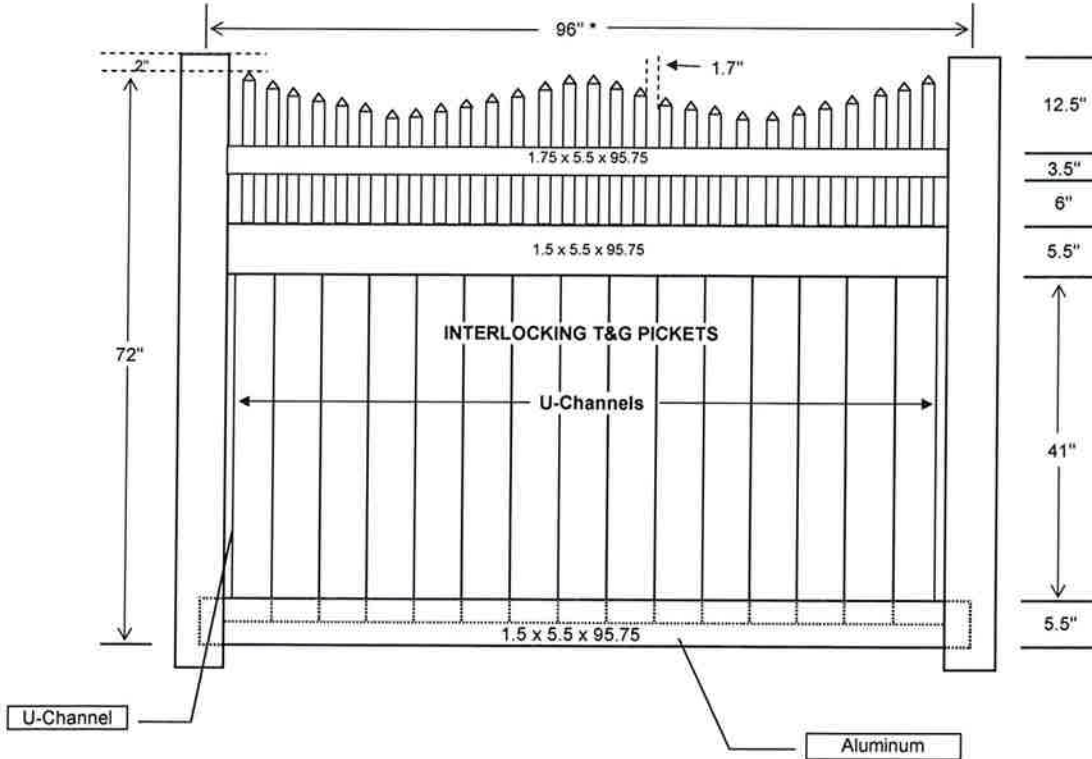 96" *
2"
1.7"
12.5"
1.75 x 5.5 x 95.75
3.5"
6"
1.5 x 5.5 x 95.75
5.5"
INTERLOCKING T&G PICKETS
72"
U-Channels
41"
1.5 x 5.5 x 95.75
5.5"
U-Channel
Aluminum